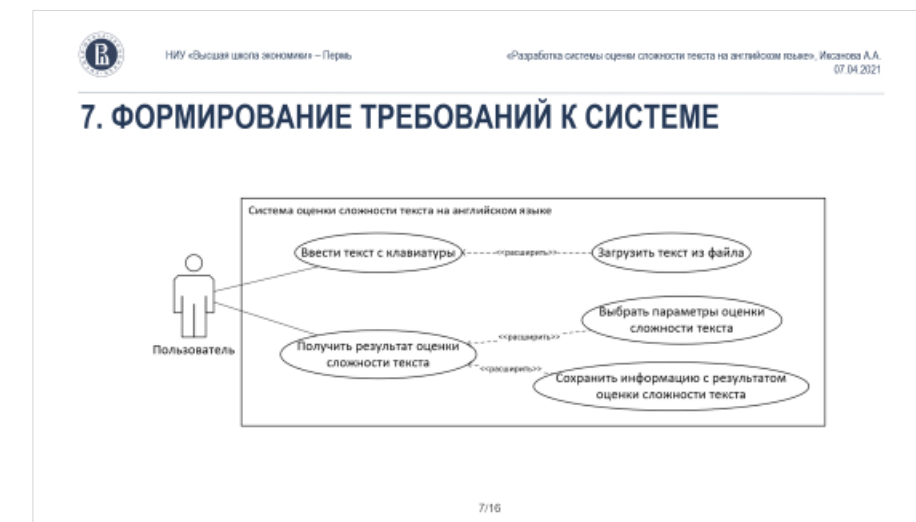 НИУ «Высшая школа экономики» – Пермь
«Разработка системы оценки сложности текста на английском языке», Иксанова А.А.
07.04.2021
7. ФОРМИРОВАНИЕ ТРЕБОВАНИЙ К СИСТЕМЕ
Система оценки сложности текста на английском языке
Ввести текст с клавиатуры
<<расширить>>
Загрузить текст из файла
Выбрать параметры оценки
сложности текста
<<расширить>>
Пользователь
Получить результат оценки
сложности текста
<<расширить>>
Сохранить информацию с результатом
оценки сложности текста
7/16